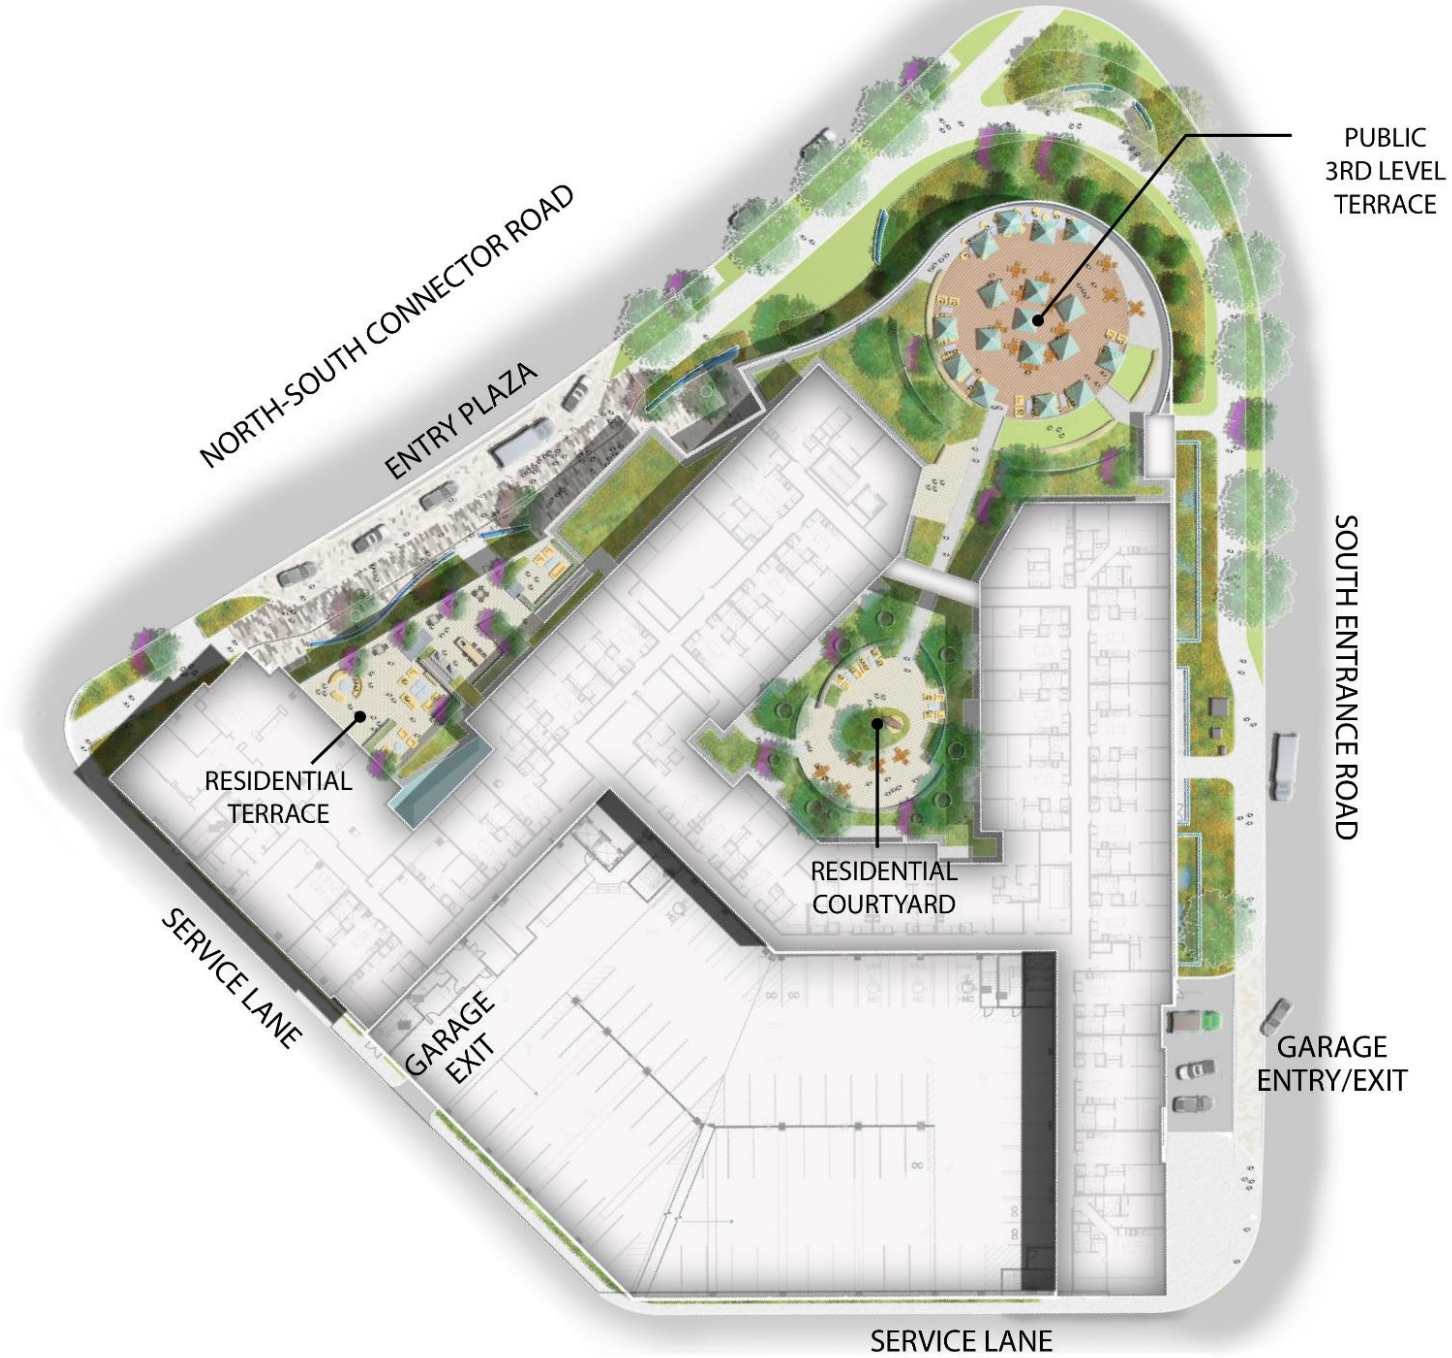 PUBLIC
3RD LEVEL
TERRACE
NORTH-SOUTH CONNECTOR ROAD
ENTRY PLAZA
SOUTH ENTRANCE ROAD
RESIDENTIAL
TERRACE
RESIDENTIAL
COURTYARD
SERVICE LANE
GARAGE
EXIT
GARAGE
ENTRY/EXIT
SERVICE LANE